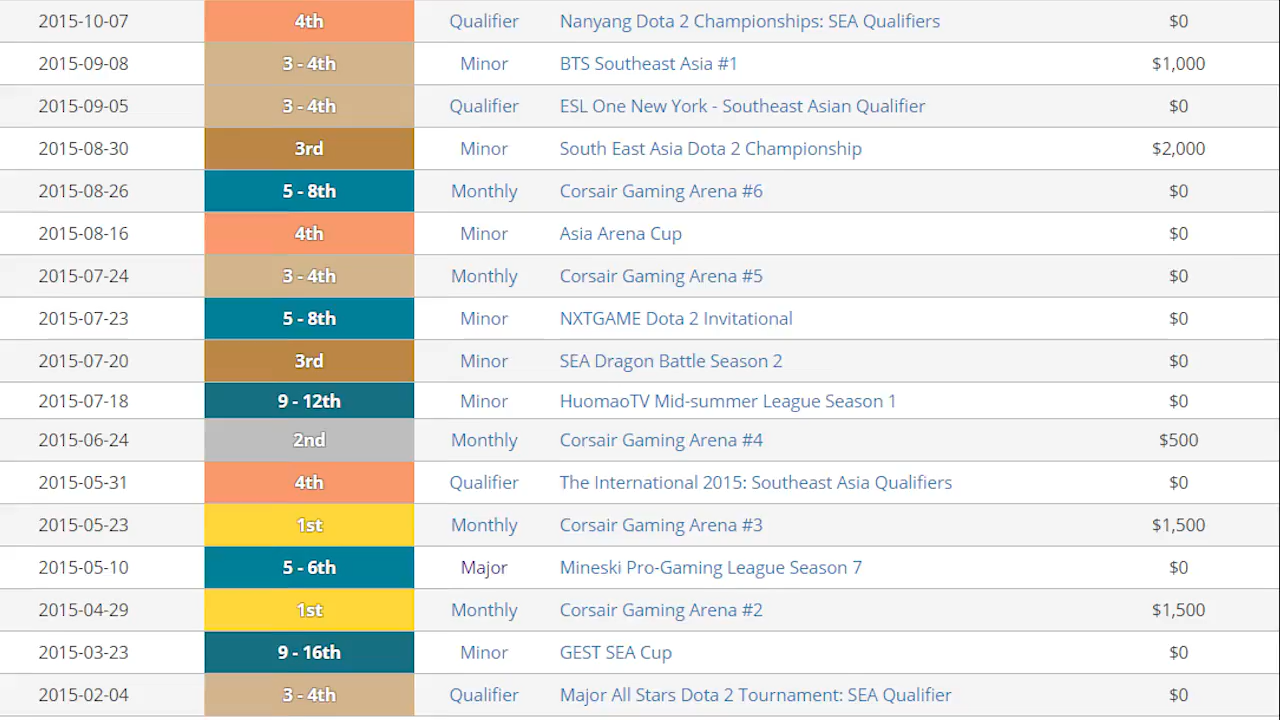 2015-10-07 4th Qualifier Nanyang Dota 2 Championships: SEA Qualifiers $0
2015-09-08 3 - 4th Minor BTS Southeast Asia #1 $1,000
2015-09-05 3 - 4th Qualifier ESL One New York - Southeast Asian Qualifier $0
2015-08-30 3rd Minor South East Asia Dota 2 Championship $2,000
2015-08-26 5 - 8th Monthly Corsair Gaming Arena #6 $0
2015-08-16 4th Minor Asia Arena Cup $0
2015-07-24 3 - 4th Monthly Corsair Gaming Arena #5 $0
2015-07-23 5 - 8th Minor NXTGAME Dota 2 Invitational $0
2015-07-20 3rd Minor SEA Dragon Battle Season 2 $0
2015-07-18 9 - 12th Minor HuomaoTV Mid-summer League Season 1 $0
2015-06-24 2nd Monthly Corsair Gaming Arena #4 $500
2015-05-31 4th Qualifier The International 2015: Southeast Asia Qualifiers $0
2015-05-23 1st Monthly Corsair Gaming Arena #3 $1,500
2015-05-10 5 - 6th Major Mineski Pro-Gaming League Season 7 $0
2015-04-29 1st Monthly Corsair Gaming Arena #2 $1,500
2015-03-23 9 - 16th Minor GEST SEA Cup $0
2015-02-04 3 - 4th Qualifier Major All Stars Dota 2 Tournament: SEA Qualifier $0